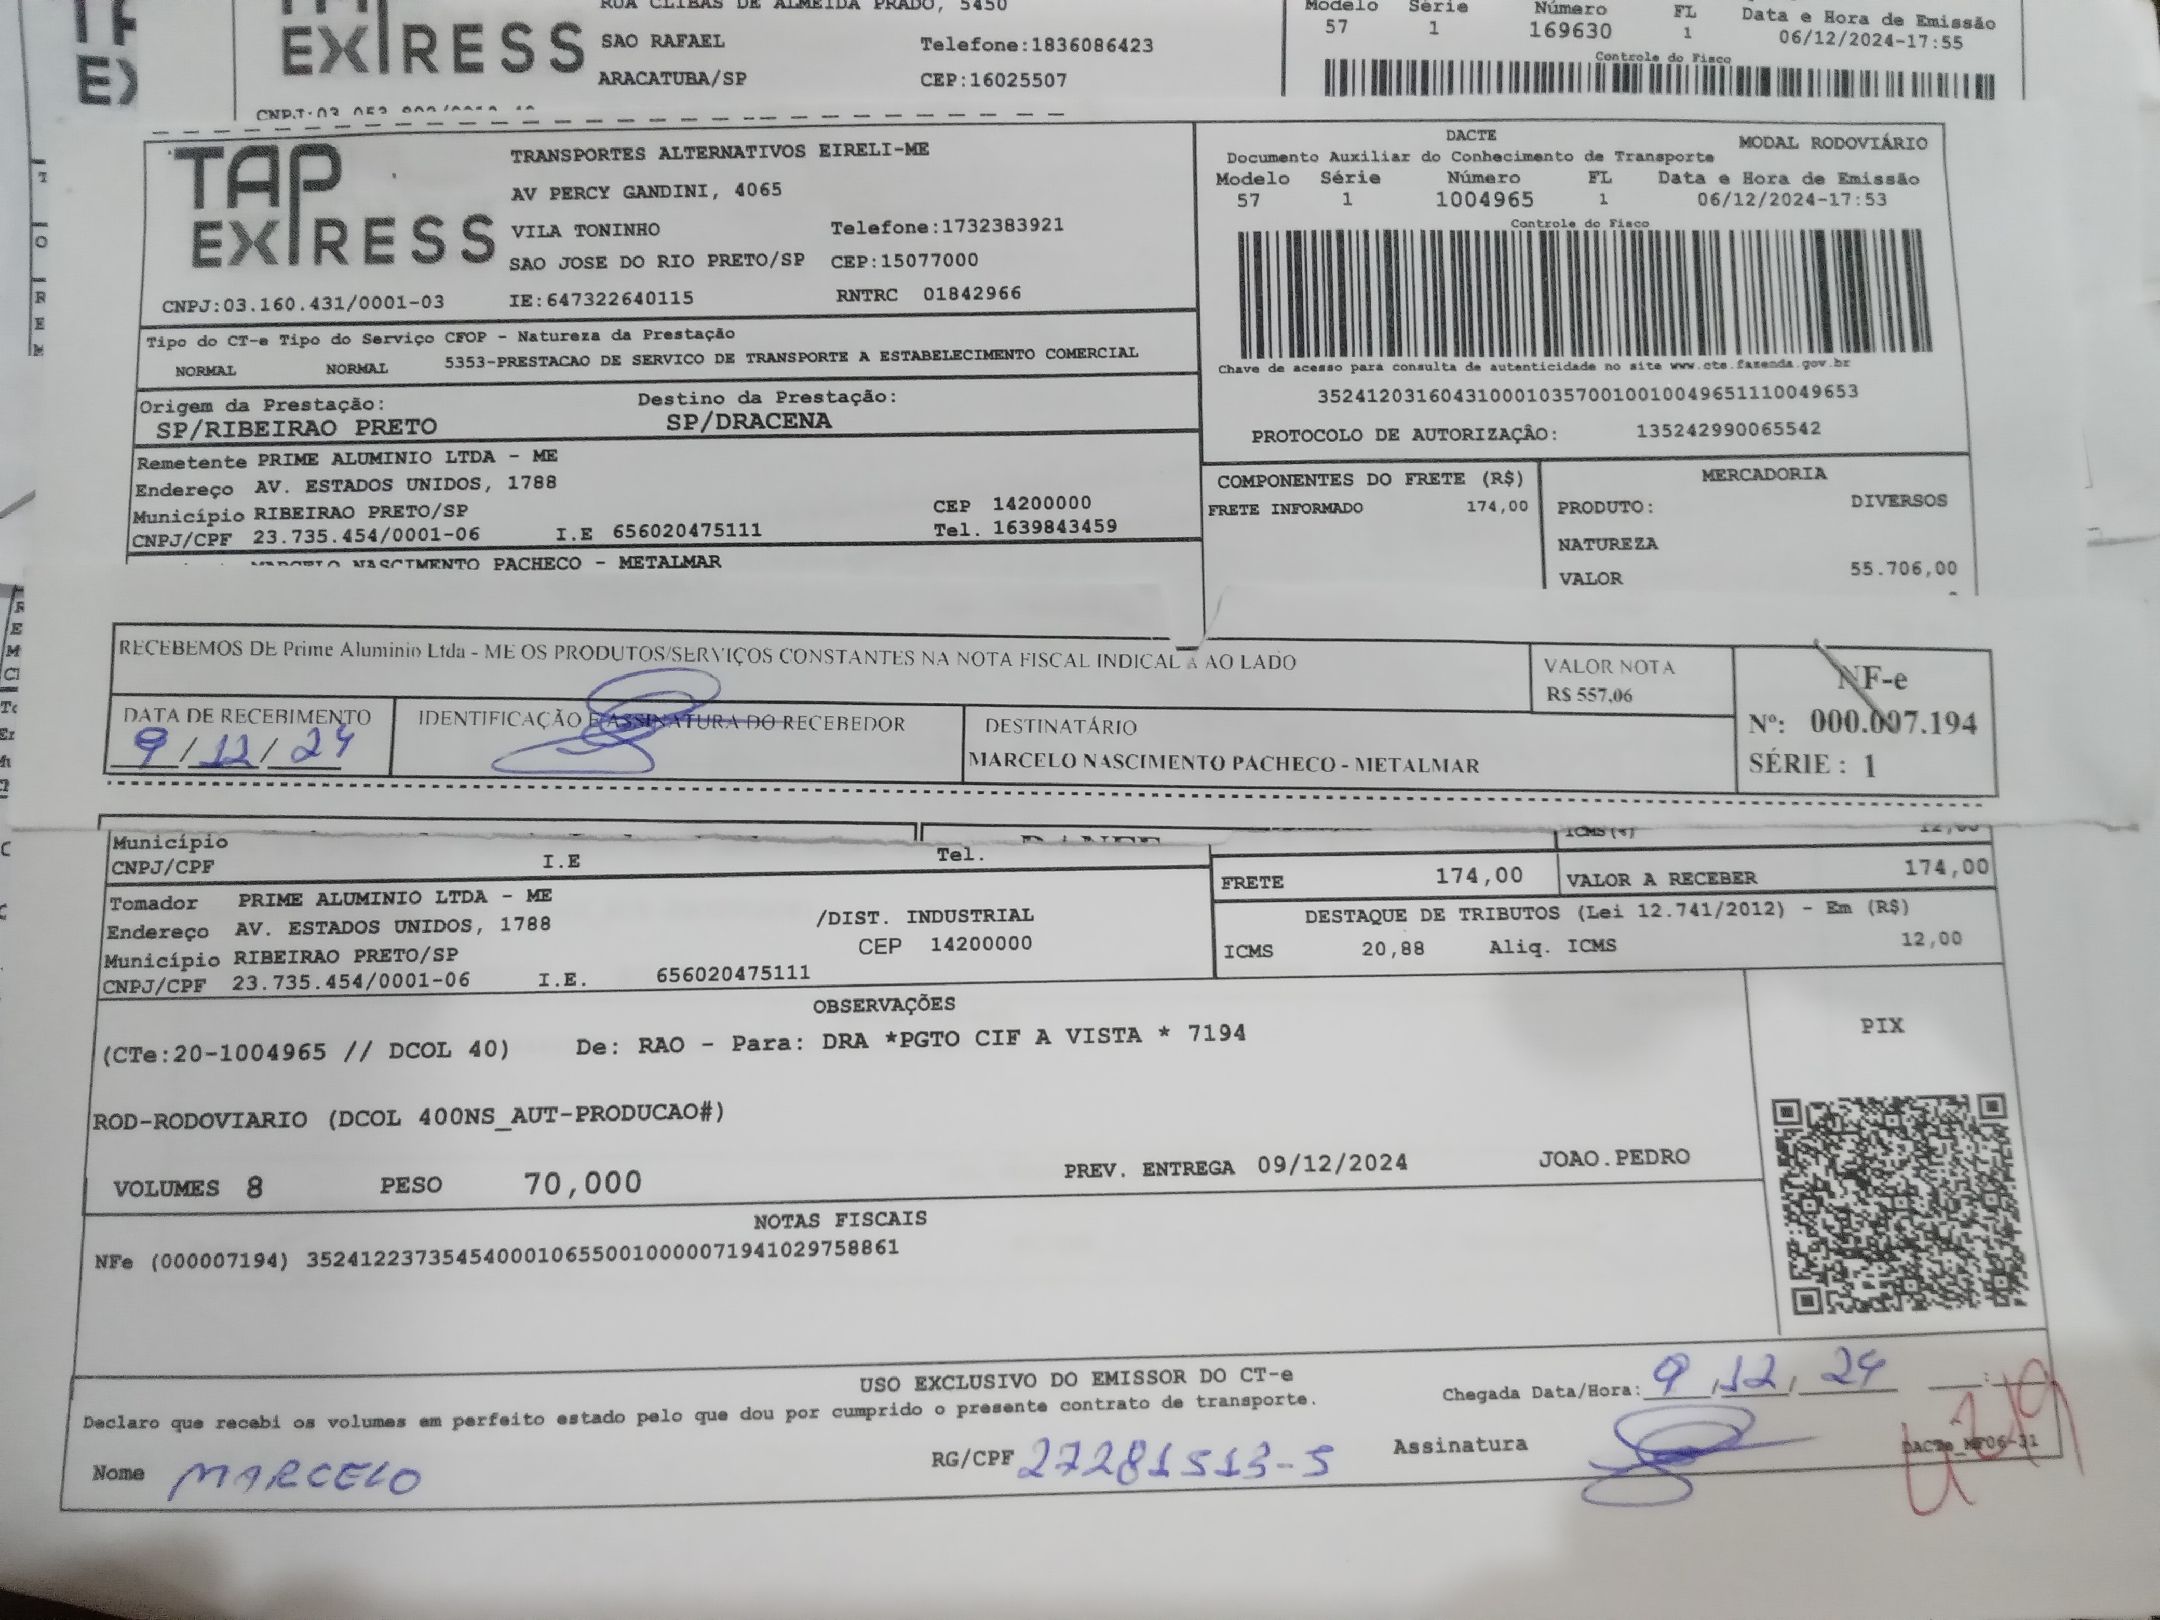 RUA CLIBAS DE ALMEIDA PRADO, 5450
EXPRESS SAO RAFAEL Telefone:1836086423
ARACATUBA/SP CEP:16025507
Modelo Série Número FL Data e Hora de Emissão
57 1 169630 1 06/12/2024-17:55
Controle do Fisco
TAP EXPRESS
TRANSPORTES ALTERNATIVOS EIRELI-ME
AV PERCY GANDINI, 4065
VILA TONINHO Telefone:1732383921
SAO JOSE DO RIO PRETO/SP CEP:15077000
CNPJ:03.160.431/0001-03 IE:647322640115 RNTRC 01842966
DACTE MODAL RODOVIÁRIO
Documento Auxiliar do Conhecimento de Transporte
Modelo Série Número FL Data e Hora de Emissão
57 1 1004965 1 06/12/2024-17:53
Controle do Fisco
Chave de acesso para consulta de autenticidade no site www.cte.fazenda.gov.br
35241203160431000103570010010049651110049653
PROTOCOLO DE AUTORIZAÇÃO: 135242990065542
Tipo do CT-e Tipo do Serviço CFOP - Natureza da Prestação
NORMAL NORMAL 5353-PRESTACAO DE SERVICO DE TRANSPORTE A ESTABELECIMENTO COMERCIAL
Origem da Prestação: Destino da Prestação:
SP/RIBEIRAO PRETO SP/DRACENA
Remetente PRIME ALUMINIO LTDA - ME
Endereço AV. ESTADOS UNIDOS, 1788
Município RIBEIRAO PRETO/SP CEP 14200000
CNPJ/CPF 23.735.454/0001-06 I.E 656020475111 Tel. 1639843459
MARCELO NASCIMENTO PACHECO - METALMAR
COMPONENTES DO FRETE (R$) MERCADORIA
FRETE INFORMADO 174,00 PRODUTO: DIVERSOS
NATUREZA
VALOR 55.706,00
RECEBEMOS DE Prime Aluminio Ltda - ME OS PRODUTOS/SERVIÇOS CONSTANTES NA NOTA FISCAL INDICAL A AO LADO
VALOR NOTA
R$ 557,06
NF-e
Nº: 000.007.194
SÉRIE : 1
DATA DE RECEBIMENTO IDENTIFICAÇÃO E ASSINATURA DO RECEBEDOR DESTINATÁRIO
9/12/24 MARCELO NASCIMENTO PACHECO - METALMAR
Município
CNPJ/CPF I.E Tel.
Tomador PRIME ALUMINIO LTDA - ME
Endereço AV. ESTADOS UNIDOS, 1788 /DIST. INDUSTRIAL
Município RIBEIRAO PRETO/SP CEP 14200000
CNPJ/CPF 23.735.454/0001-06 I.E. 656020475111
FRETE 174,00 VALOR A RECEBER 174,00
DESTAQUE DE TRIBUTOS (Lei 12.741/2012) - Em (R$)
ICMS 20,88 Aliq. ICMS 12,00
OBSERVAÇÕES
(CTe:20-1004965 // DCOL 40) De: RAO - Para: DRA *PGTO CIF A VISTA * 7194
PIX
ROD-RODOVIARIO (DCOL 400NS_AUT-PRODUCAO#)
VOLUMES 8 PESO 70,000 PREV. ENTREGA 09/12/2024 JOAO.PEDRO
NOTAS FISCAIS
NFe (000007194) 35241223735454000106550010000071941029758861
USO EXCLUSIVO DO EMISSOR DO CT-e
Chegada Data/Hora: 9,12,24
Declaro que recebi os volumes em perfeito estado pelo que dou por cumprido o presente contrato de transporte.
Nome MARCELO RG/CPF 27281513-5 Assinatura